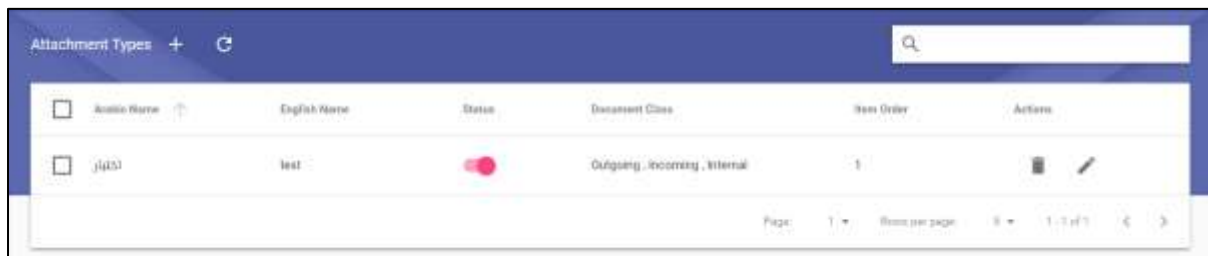 Attachment Types
Arabic Name English Name Status Document Class Item Order Actions
اختبار test Outgoing , Incoming , Internal 1
Page: 1 Rows per page: 1 - 1 of 1